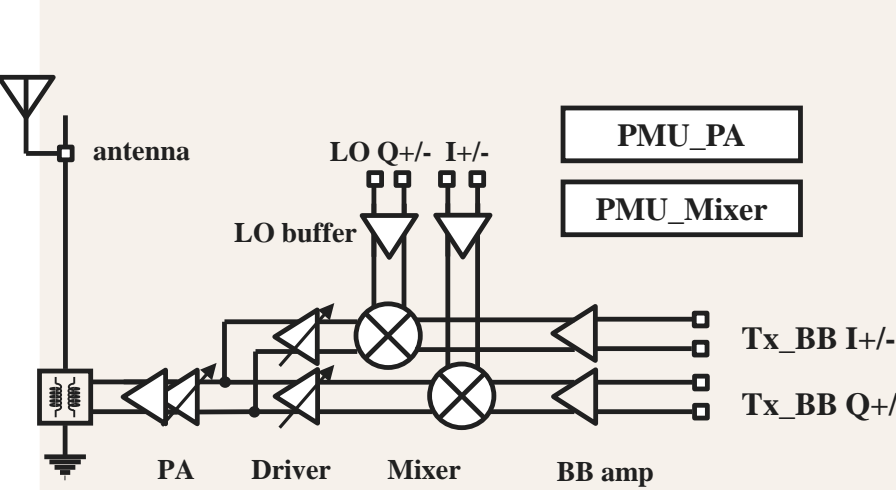 PMU_PA
antenna
LO Q+/- I+/-
PMU_Mixer
LO buffer
Tx_BB I+/-
Tx_BB Q+/
PA
Driver
Mixer
BB amp